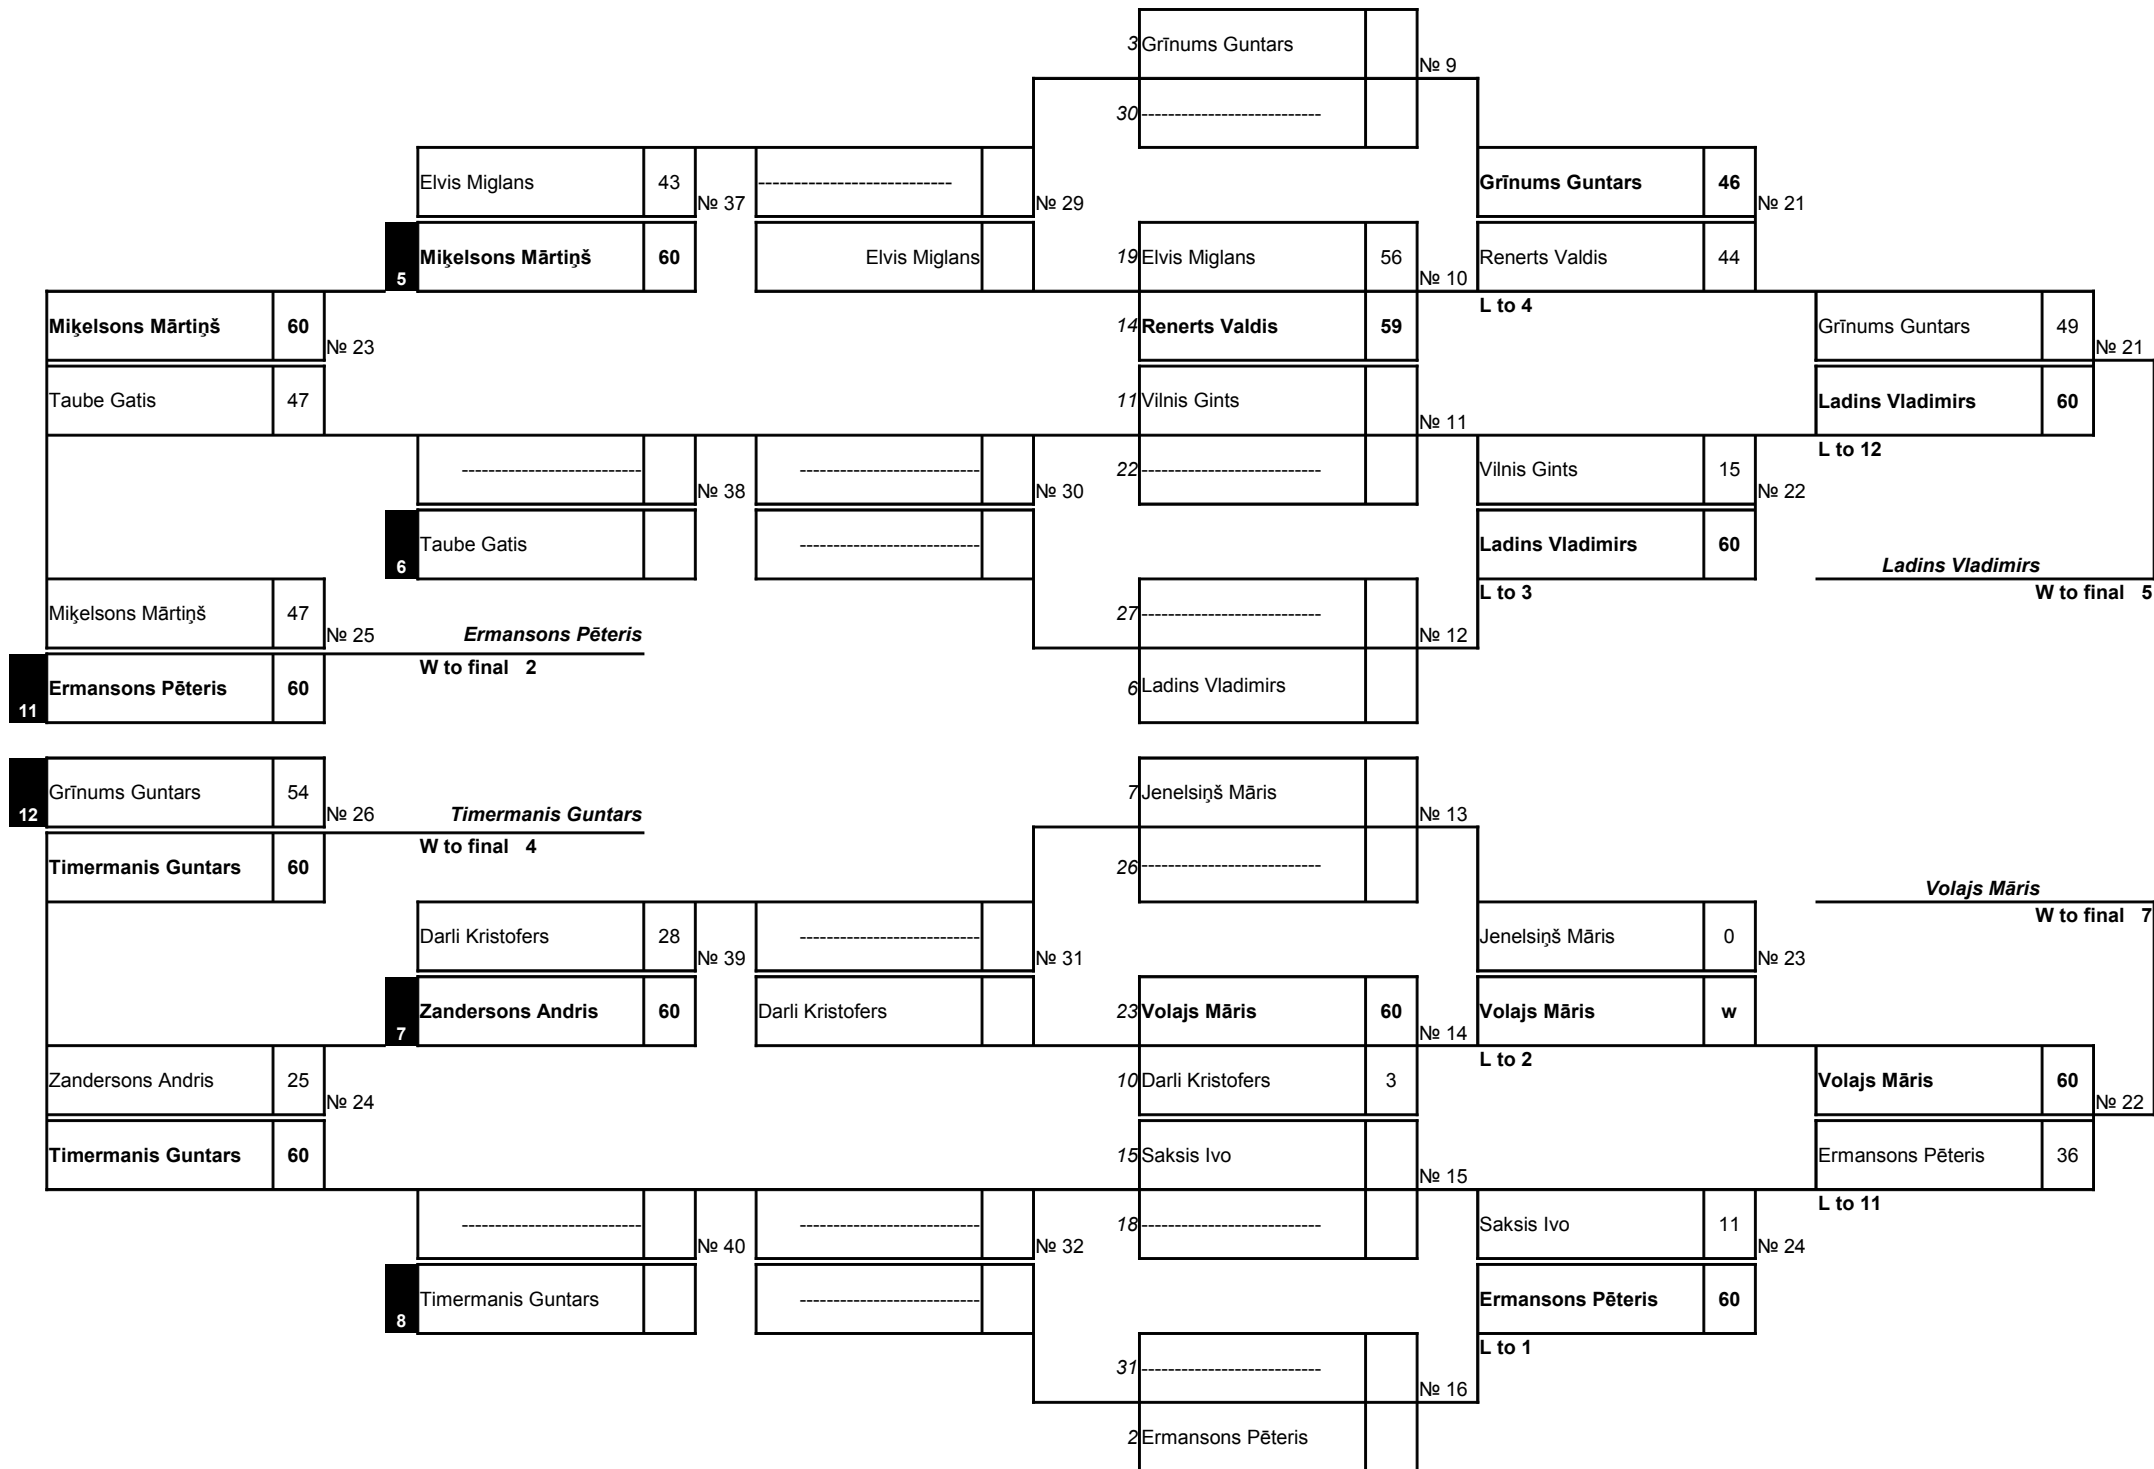 3 Grīnums Guntars
№ 9
30 ---------------------------
Elvis Miglans 43 № 37 --------------------------- № 29 Grīnums Guntars 46 № 21
5 Miķelsons Mārtiņš 60 Elvis Miglans 19 Elvis Miglans 56 № 10 Renerts Valdis 44
L to 4
Miķelsons Mārtiņš 60 № 23 14 Renerts Valdis 59 Grīnums Guntars 49 № 21
Taube Gatis 47 11 Vilnis Gints № 11 Ladins Vladimirs 60
L to 12
--------------------------- № 38 --------------------------- № 30 22 --------------------------- Vilnis Gints 15 № 22
6 Taube Gatis --------------------------- Ladins Vladimirs 60 Ladins Vladimirs
L to 3 W to final 5
Miķelsons Mārtiņš 47 № 25 Ermansons Pēteris 27 --------------------------- № 12
W to final 2
11 Ermansons Pēteris 60 6 Ladins Vladimirs
12 Grīnums Guntars 54 № 26 Timermanis Guntars 7 Jenelsiņš Māris № 13
W to final 4
Timermanis Guntars 60 26 ---------------------------
Volajs Māris
W to final 7
Darli Kristofers 28 № 39 --------------------------- № 31 Jenelsiņš Māris 0 № 23
7 Zandersons Andris 60 Darli Kristofers 23 Volajs Māris 60 № 14 Volajs Māris w
L to 2
Zandersons Andris 25 № 24 10 Darli Kristofers 3 Volajs Māris 60 № 22
Timermanis Guntars 60 15 Saksis Ivo № 15 Ermansons Pēteris 36
L to 11
--------------------------- № 40 --------------------------- № 32 18 --------------------------- Saksis Ivo 11 № 24
8 Timermanis Guntars --------------------------- Ermansons Pēteris 60
L to 1
31 --------------------------- № 16
2 Ermansons Pēteris